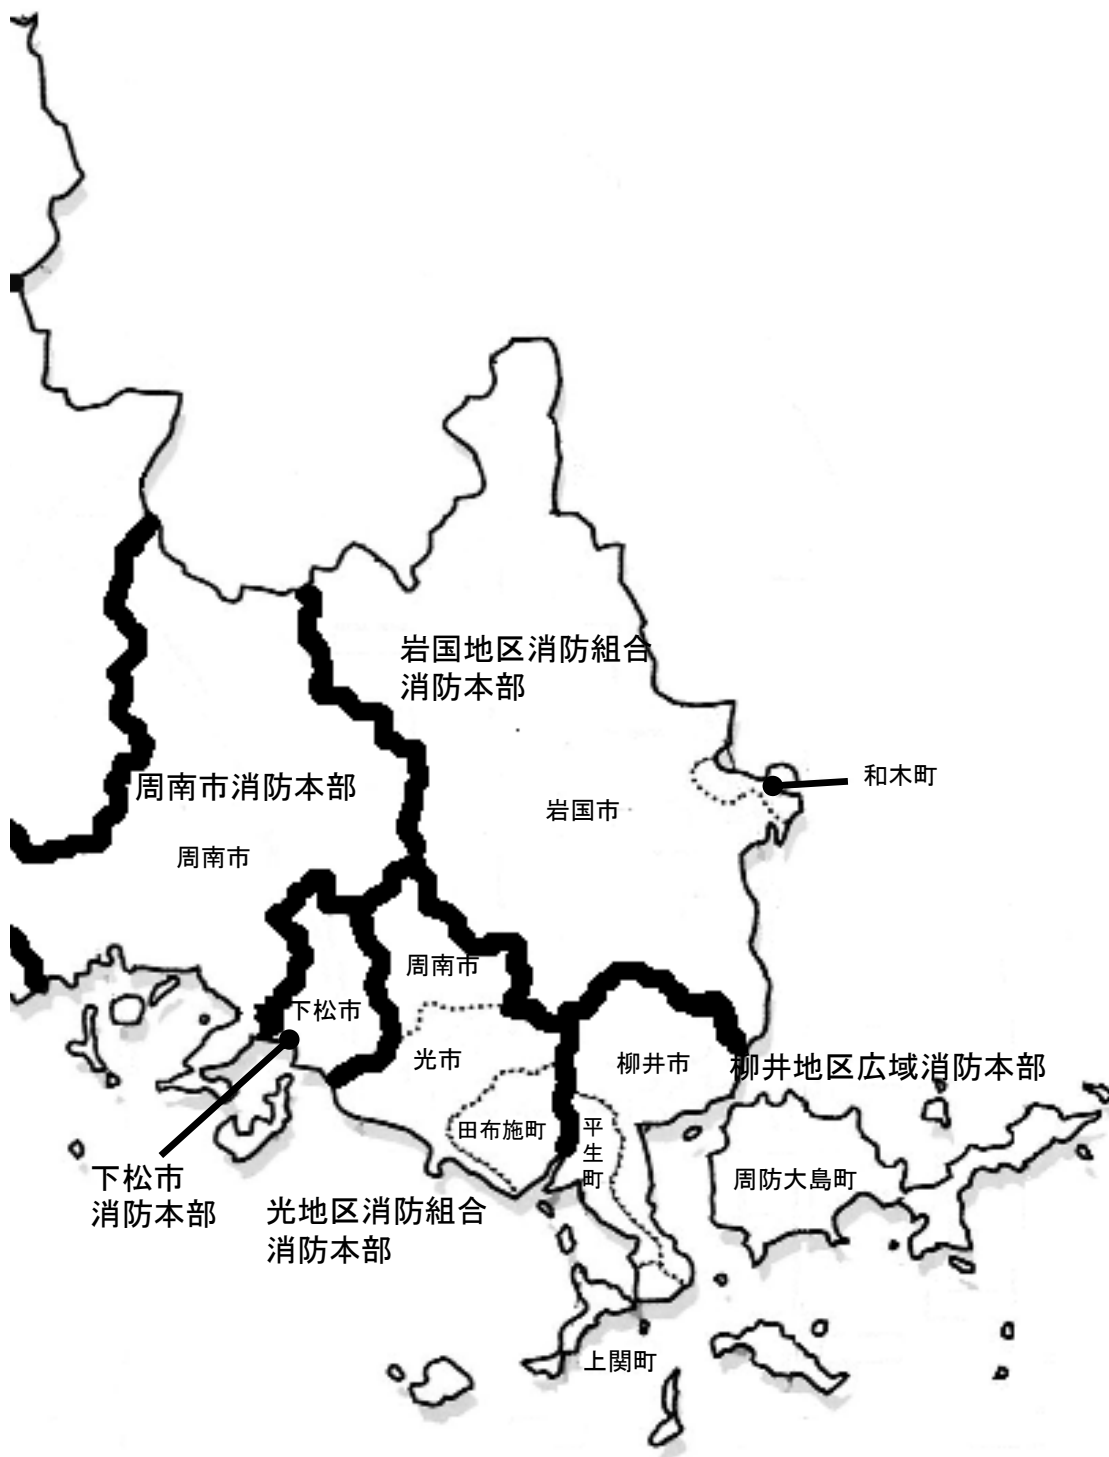 岩国地区消防組合
消防本部
周南市消防本部
和木町
岩国市
周南市
周南市
下松市
光市
柳井市
柳井地区広域消防本部
田布施町
平生町
周防大島町
下松市
消防本部
光地区消防組合
消防本部
上関町